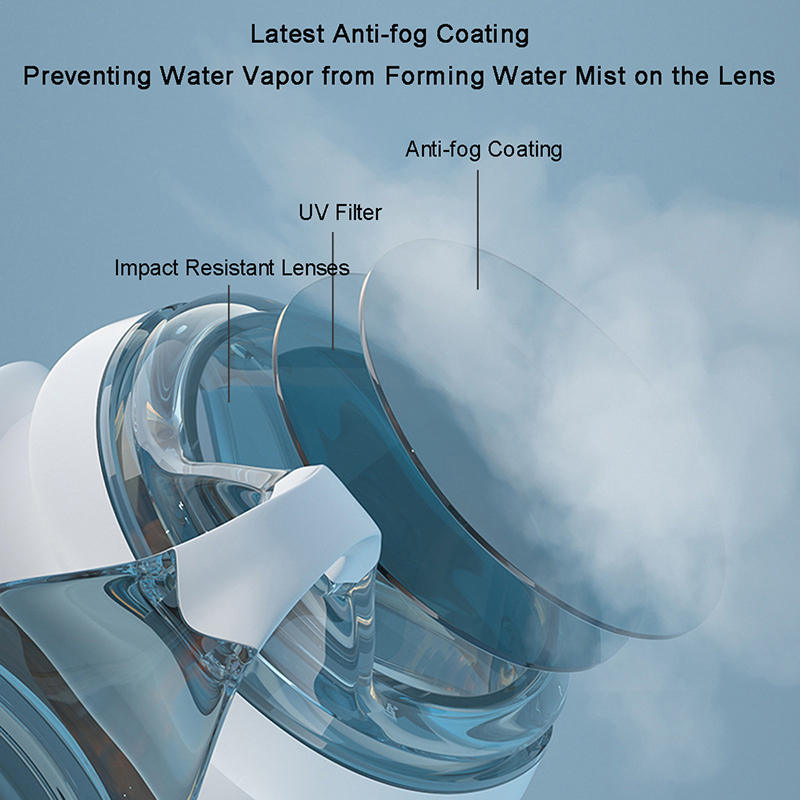 Latest Anti-fog Coating
Preventing Water Vapor from Forming Water Mist on the Lens
Anti-fog Coating
UV Filter
Impact Resistant Lenses